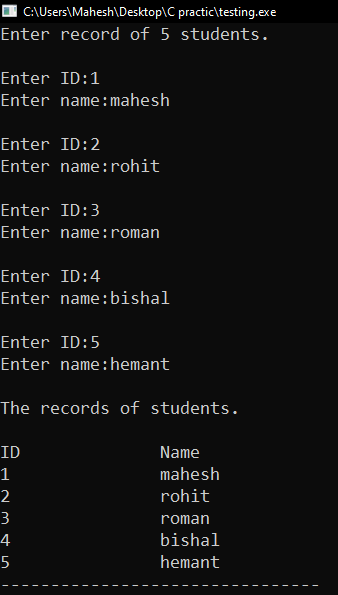 C:\Users\Mahesh\Desktop\C practic\testing.exe
Enter record of 5 students.
Enter ID:1
Enter name:mahesh
Enter ID:2
Enter name:rohit
Enter ID:3
Enter name:roman
Enter ID:4
Enter name:bishal
Enter ID:5
Enter name:hemant
The records of students.
ID Name
1 mahesh
2 rohit
3 roman
4 bishal
5 hemant
--------------------------------